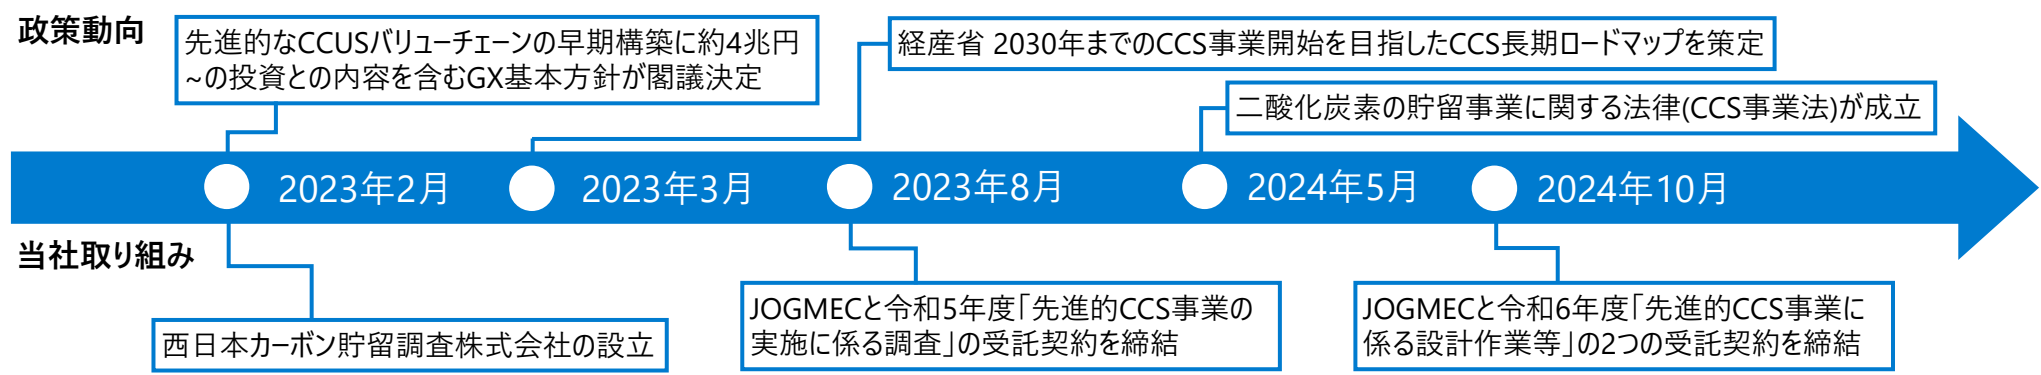 政策動向
先進的なCCUSバリューチェーンの早期構築に約4兆円
~の投資との内容を含むGX基本方針が閣議決定
経産省 2030年までのCCS事業開始を目指したCCS長期ロードマップを策定
二酸化炭素の貯留事業に関する法律(CCS事業法)が成立
2023年2月
2023年3月
2023年8月
2024年5月
2024年10月
当社取り組み
西日本カーボン貯留調査株式会社の設立
JOGMECと令和5年度「先進的CCS事業の
実施に係る調査」の受託契約を締結
JOGMECと令和6年度「先進的CCS事業に
係る設計作業等」の2つの受託契約を締結